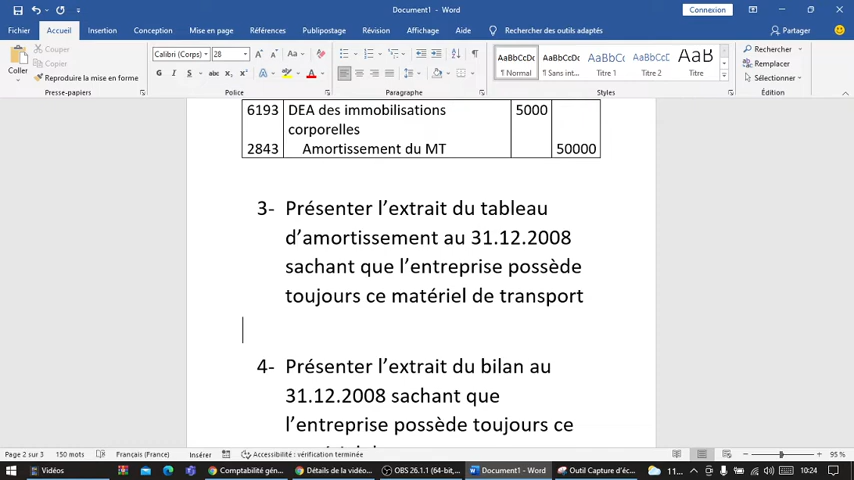 Document1 - Word
Connexion
Fichier Accueil Insertion Conception Mise en page Références Publipostage Révision Affichage Aide Rechercher des outils adaptés Partager
Coller
Couper
Copier
Reproduire la mise en forme
Presse-papiers
Calibri (Corps) 28
G I S abc x₂ x²
Police
Paragraphe
AaBbCcDc AaBbCcDc AaBbCc AaBbCcC AaB
¶ Normal ¶ Sans int... Titre 1 Titre 2 Titre
Styles
Rechercher
Remplacer
Sélectionner
Édition
6193 DEA des immobilisations 5000
corporelles
2843 Amortissement du MT 50000
3- Présenter l’extrait du tableau
d’amortissement au 31.12.2008
sachant que l’entreprise possède
toujours ce matériel de transport
4- Présenter l’extrait du bilan au
31.12.2008 sachant que
l’entreprise possède toujours ce
Page 2 sur 3 150 mots Français (France) Insérer Accessibilité : vérification terminée 95 %
Vidéos Comptabilité gén... Détails de la vidéo... OBS 26.1.1 (64-bit,... Document1 - Word Outil Capture d'éc... 11... 10:24